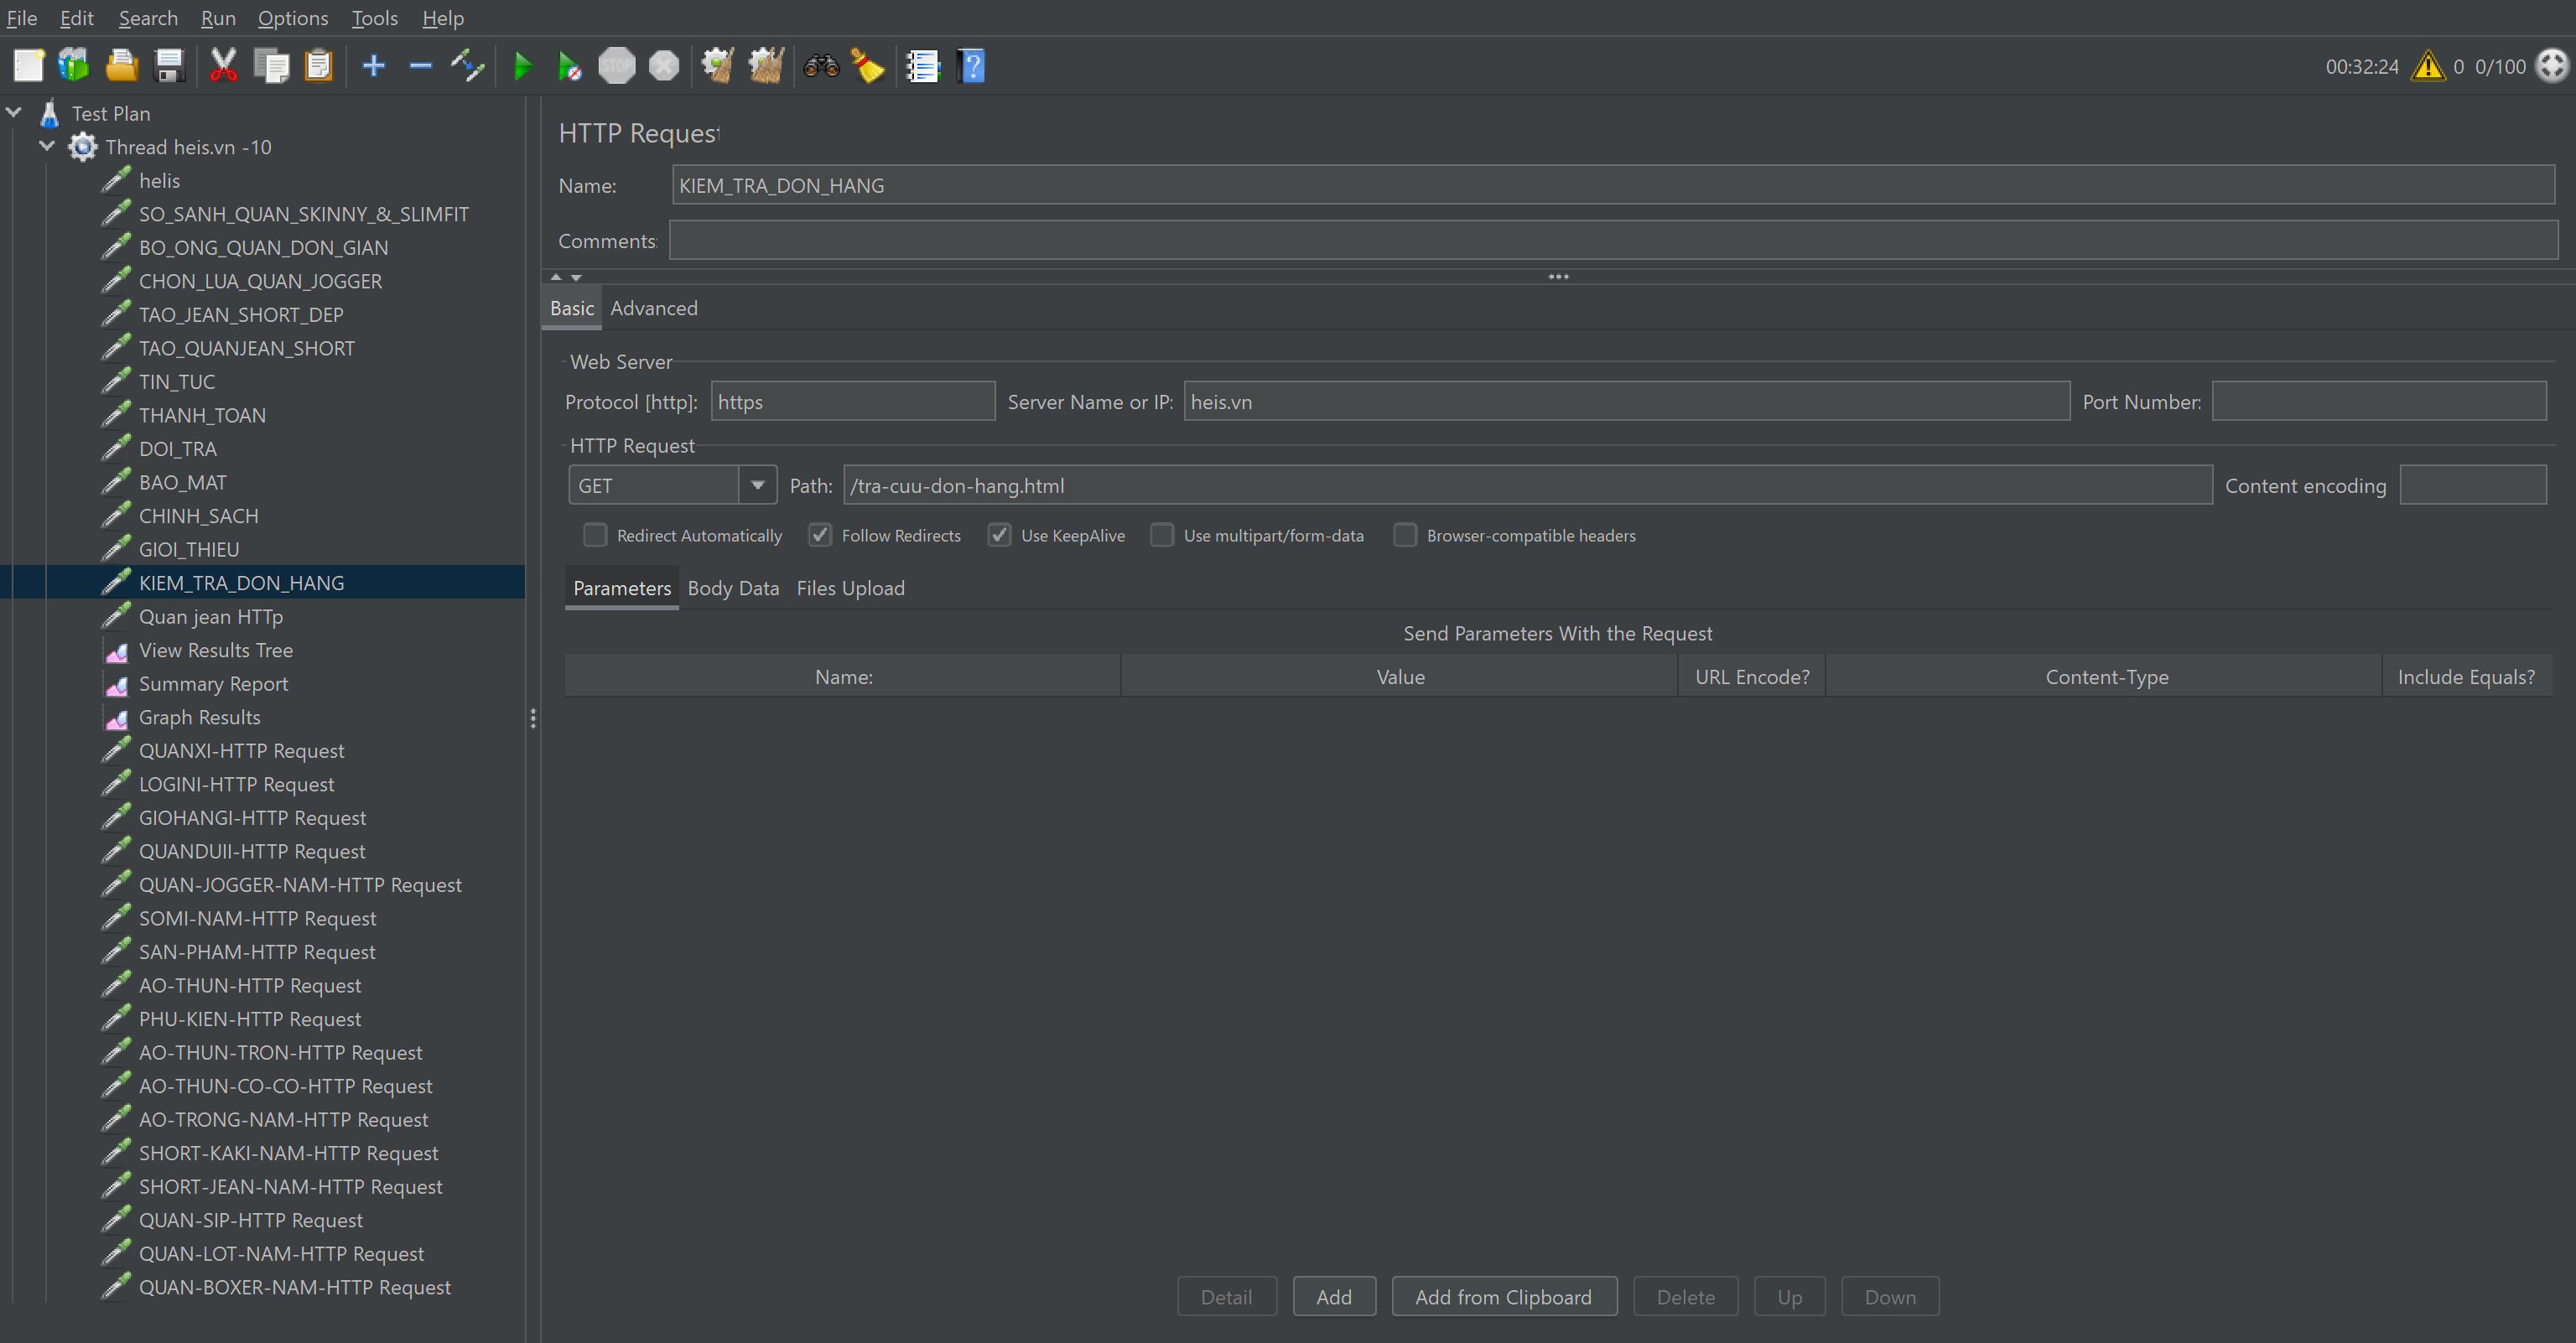 File Edit Search Run Options Tools Help
STOP
00:32:24 0 0/100
Test Plan
Thread heis.vn -10
helis
SO_SANH_QUAN_SKINNY_&_SLIMFIT
BO_ONG_QUAN_DON_GIAN
CHON_LUA_QUAN_JOGGER
TAO_JEAN_SHORT_DEP
TAO_QUANJEAN_SHORT
TIN_TUC
THANH_TOAN
DOI_TRA
BAO_MAT
CHINH_SACH
GIOI_THIEU
KIEM_TRA_DON_HANG
Quan jean HTTp
View Results Tree
Summary Report
Graph Results
QUANXI-HTTP Request
LOGINI-HTTP Request
GIOHANGI-HTTP Request
QUANDUII-HTTP Request
QUAN-JOGGER-NAM-HTTP Request
SOMI-NAM-HTTP Request
SAN-PHAM-HTTP Request
AO-THUN-HTTP Request
PHU-KIEN-HTTP Request
AO-THUN-TRON-HTTP Request
AO-THUN-CO-CO-HTTP Request
AO-TRONG-NAM-HTTP Request
SHORT-KAKI-NAM-HTTP Request
SHORT-JEAN-NAM-HTTP Request
QUAN-SIP-HTTP Request
QUAN-LOT-NAM-HTTP Request
QUAN-BOXER-NAM-HTTP Request
HTTP Request
Name: KIEM_TRA_DON_HANG
Comments:
Basic Advanced
Web Server
Protocol [http]: https Server Name or IP: heis.vn Port Number:
HTTP Request
GET Path: /tra-cuu-don-hang.html Content encoding
Redirect Automatically Follow Redirects Use KeepAlive Use multipart/form-data Browser-compatible headers
Parameters Body Data Files Upload
Send Parameters With the Request
Name: Value URL Encode? Content-Type Include Equals?
Detail Add Add from Clipboard Delete Up Down